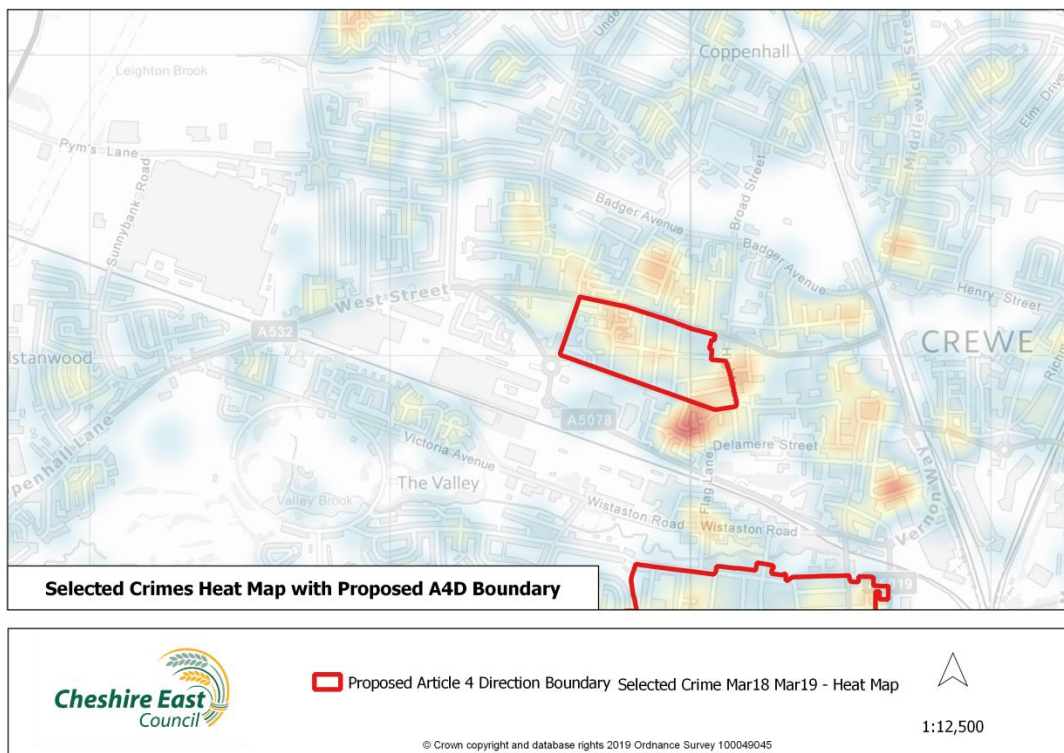 Leighton Brook
Coppenhall
Pym's Lane
Sunnybank Road
Badger Avenue
Broad Street
Badger Avenue
Middlewich Street
Elm Drive
West Street
A532
Henry Street
CREWE
A5078
Victoria Avenue
Delamere Street
The Valley
Valley Brook
Flag Lane
Wistaston Road
Wistaston Road
Vernon Way
Selected Crimes Heat Map with Proposed A4D Boundary
Cheshire East
Council
Proposed Article 4 Direction Boundary
Selected Crime Mar18 Mar19 - Heat Map
1:12,500
© Crown copyright and database rights 2019 Ordnance Survey 100049045